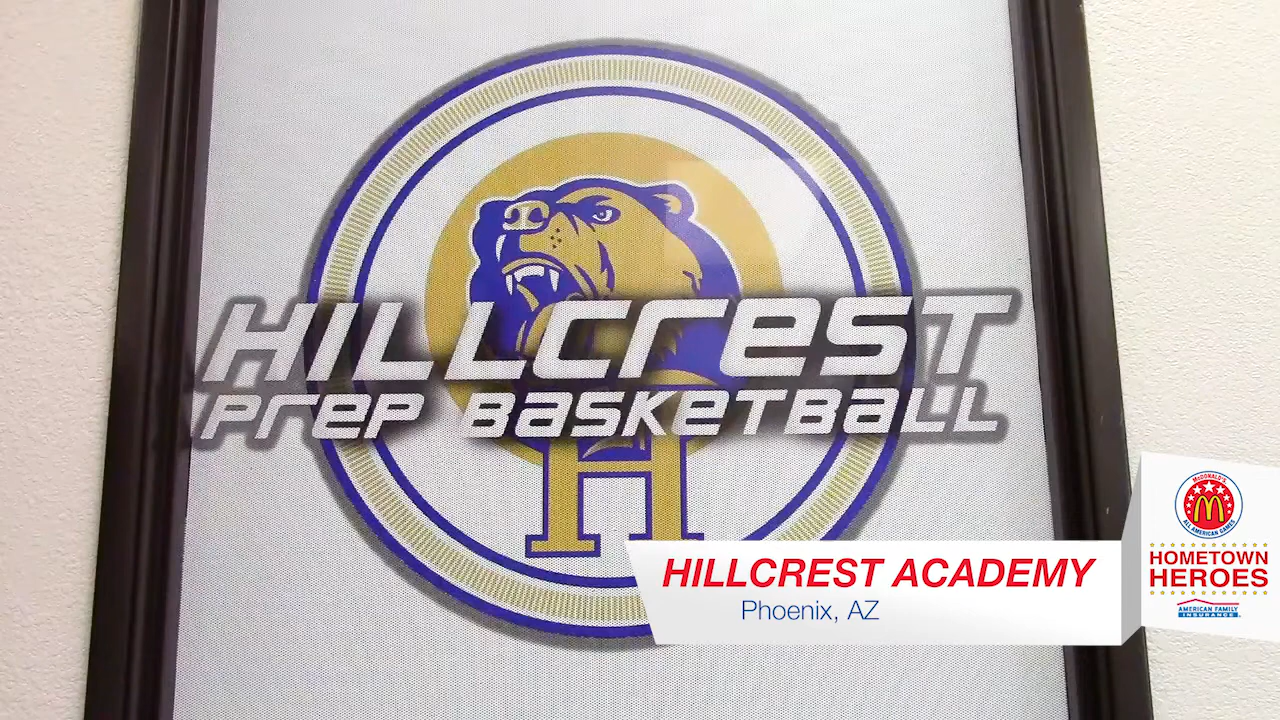 HILLCREST
PREP BASKETBALL
H
HILLCREST ACADEMY
Phoenix, AZ
McDONALD'S
ALL AMERICAN GAMES
HOMETOWN
HEROES
AMERICAN FAMILY
INSURANCE